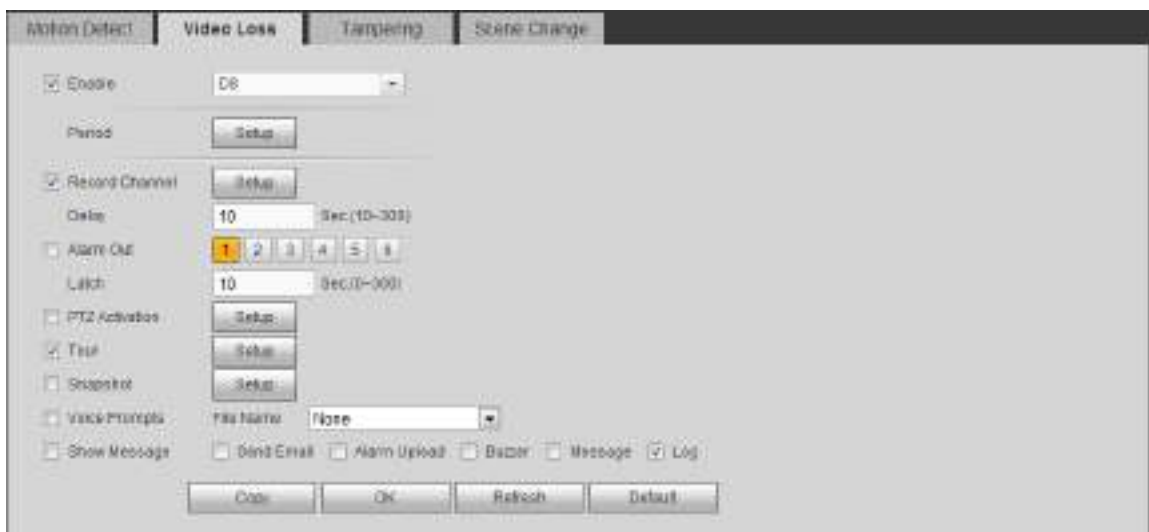 Motion Detect Video Loss Tampering Scene Change
Enable D8
Period Setup
Record Channel Setup
Delay 10 Sec.(10~300)
Alarm Out 1 2 3 4 5 6
Latch 10 Sec.(0~300)
PTZ Activation Setup
Tour Setup
Snapshot Setup
Voice Prompts File Name None
Show Message Send Email Alarm Upload Buzzer Message Log
Copy OK Refresh Default